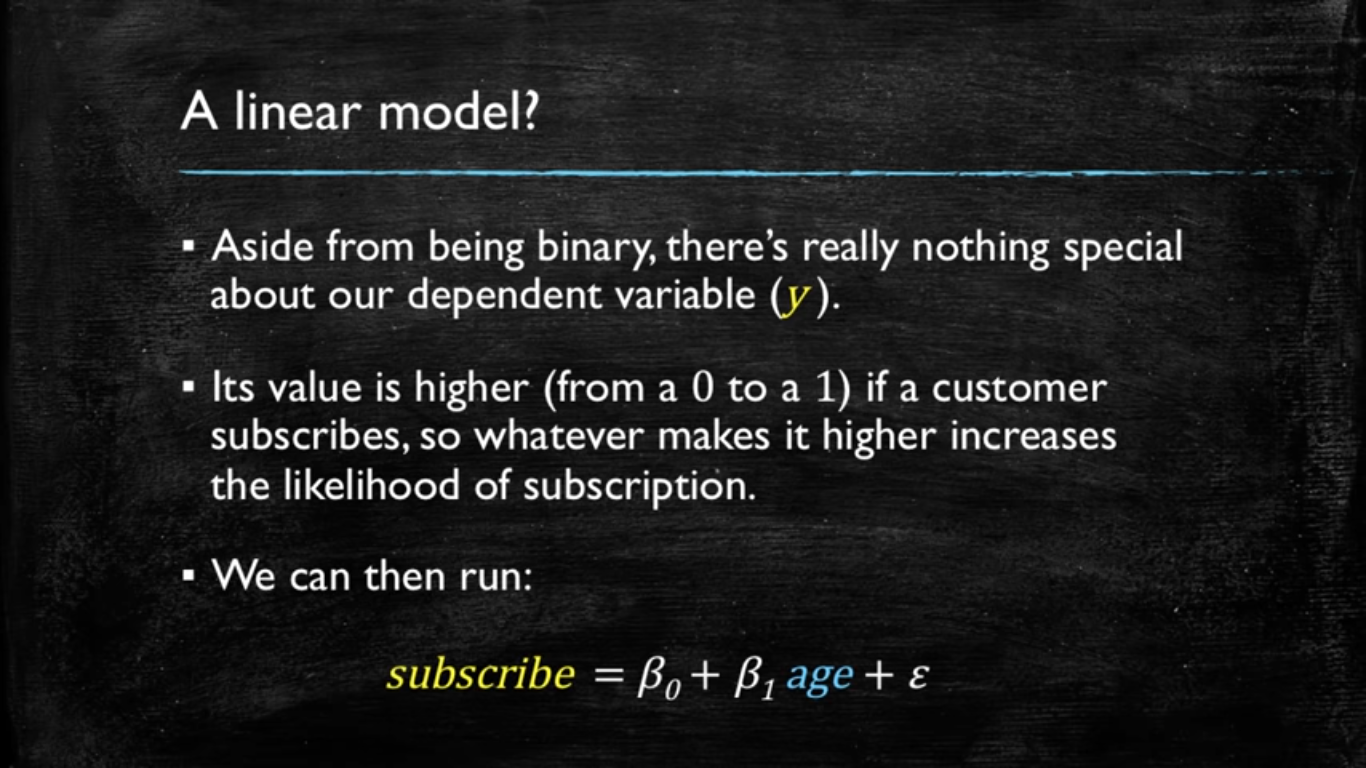 A linear model?
▪ Aside from being binary, there’s really nothing special
about our dependent variable (y).
▪ Its value is higher (from a 0 to a 1) if a customer
subscribes, so whatever makes it higher increases
the likelihood of subscription.
▪ We can then run:
subscribe = β₀ + β₁ age + ε